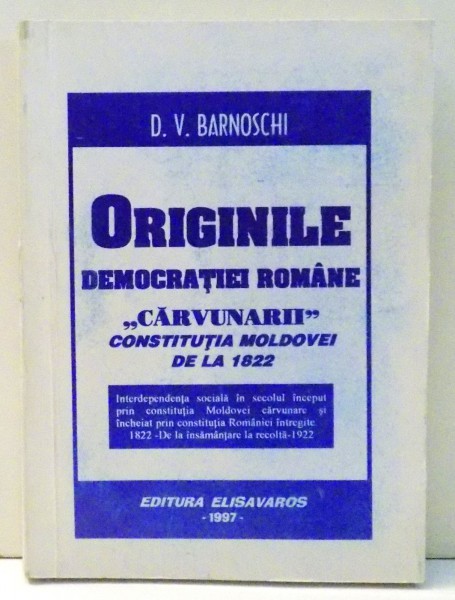 D. V. BARNOSCHI
ORIGINILE
DEMOCRAȚIEI ROMÂNE
„CĂRVUNARII”
CONSTITUȚIA MOLDOVEI
DE LA 1822
Interdependența socială în secolul început
prin constituția Moldovei cărvunare și
încheiat prin constituția României întregite.
1822 -De la însământare la recoltă-1922
EDITURA ELISAVAROS
- 1997 -